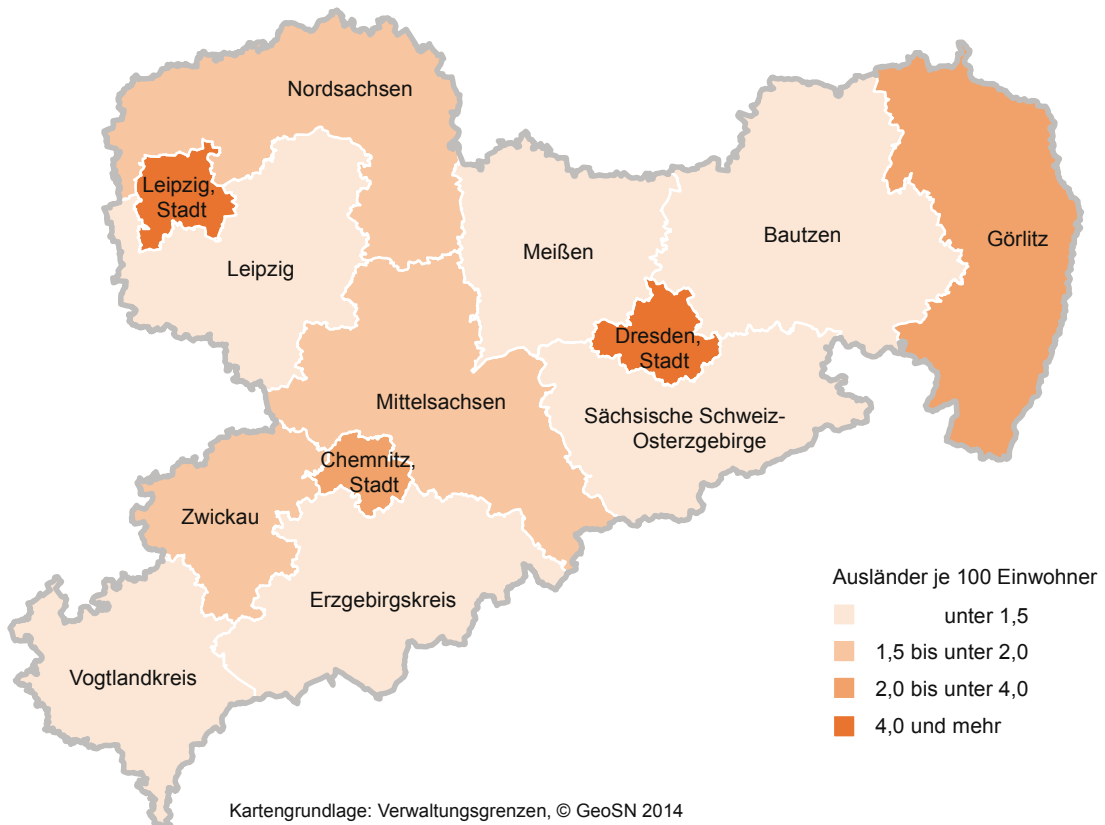 Nordsachsen
Leipzig,
Stadt
Leipzig
Meißen
Bautzen
Görlitz
Dresden,
Stadt
Mittelsachsen
Sächsische Schweiz-
Osterzgebirge
Chemnitz,
Stadt
Zwickau
Erzgebirgskreis
Vogtlandkreis
Ausländer je 100 Einwohner
unter 1,5
1,5 bis unter 2,0
2,0 bis unter 4,0
4,0 und mehr
Kartengrundlage: Verwaltungsgrenzen, © GeoSN 2014